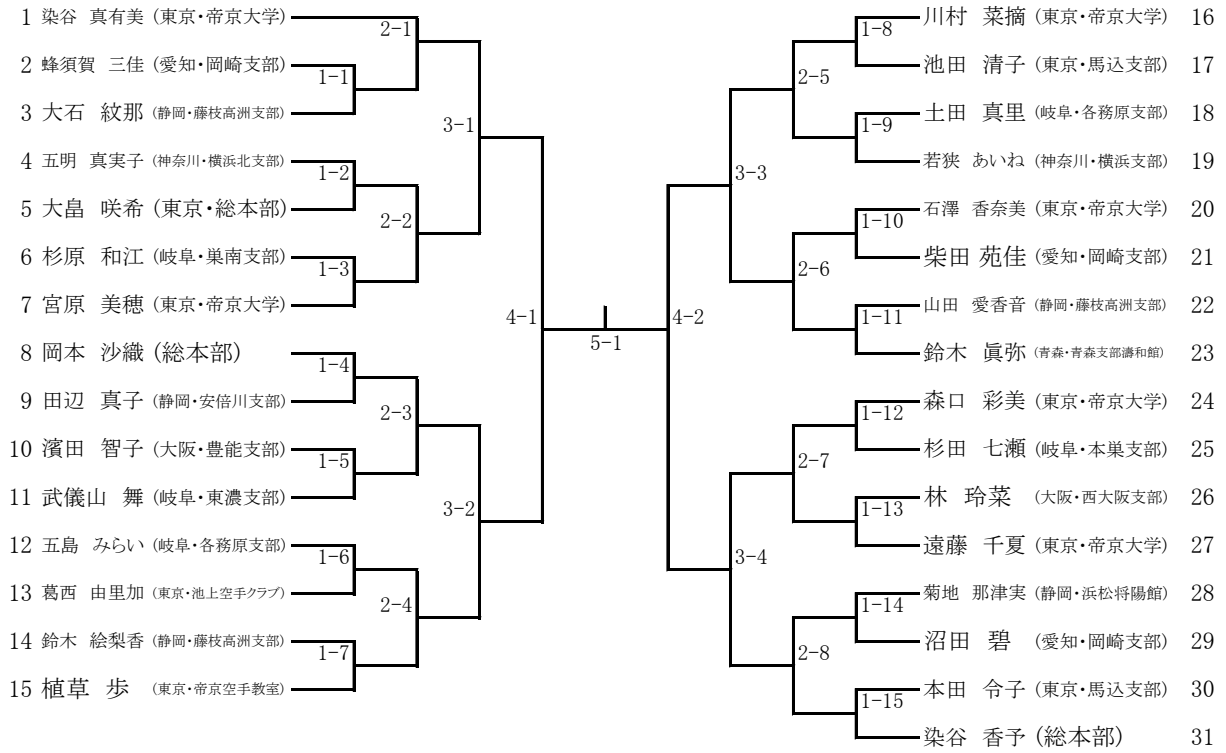 1 染谷 真有美 (東京・帝京大学)
2-1
2 蜂須賀 三佳 (愛知・岡崎支部)
1-1
3 大石 紋那 (静岡・藤枝高洲支部)
3-1
4 五明 真実子 (神奈川・横浜北支部)
1-2
5 大畠 咲希 (東京・総本部)
2-2
6 杉原 和江 (岐阜・巣南支部)
1-3
7 宮原 美穂 (東京・帝京大学)
4-1
8 岡本 沙織 (総本部)
1-4
9 田辺 真子 (静岡・安倍川支部)
2-3
10 濱田 智子 (大阪・豊能支部)
1-5
11 武儀山 舞 (岐阜・東濃支部)
3-2
12 五島 みらい (岐阜・各務原支部)
1-6
13 葛西 由里加 (東京・池上空手クラブ)
2-4
14 鈴木 絵梨香 (静岡・藤枝高洲支部)
1-7
15 植草 歩 (東京・帝京空手教室)
5-1
川村 菜摘 (東京・帝京大学) 16
1-8
池田 清子 (東京・馬込支部) 17
2-5
土田 真里 (岐阜・各務原支部) 18
1-9
若狭 あいね (神奈川・横浜支部) 19
3-3
石澤 香奈美 (東京・帝京大学) 20
1-10
柴田 苑佳 (愛知・岡崎支部) 21
2-6
山田 愛香音 (静岡・藤枝高洲支部) 22
1-11
鈴木 眞弥 (青森・青森支部濤和館) 23
4-2
森口 彩美 (東京・帝京大学) 24
1-12
杉田 七瀬 (岐阜・本巣支部) 25
2-7
林 玲菜 (大阪・西大阪支部) 26
1-13
遠藤 千夏 (東京・帝京大学) 27
3-4
菊地 那津実 (静岡・浜松将陽館) 28
1-14
沼田 碧 (愛知・岡崎支部) 29
2-8
本田 令子 (東京・馬込支部) 30
1-15
染谷 香予 (総本部) 31